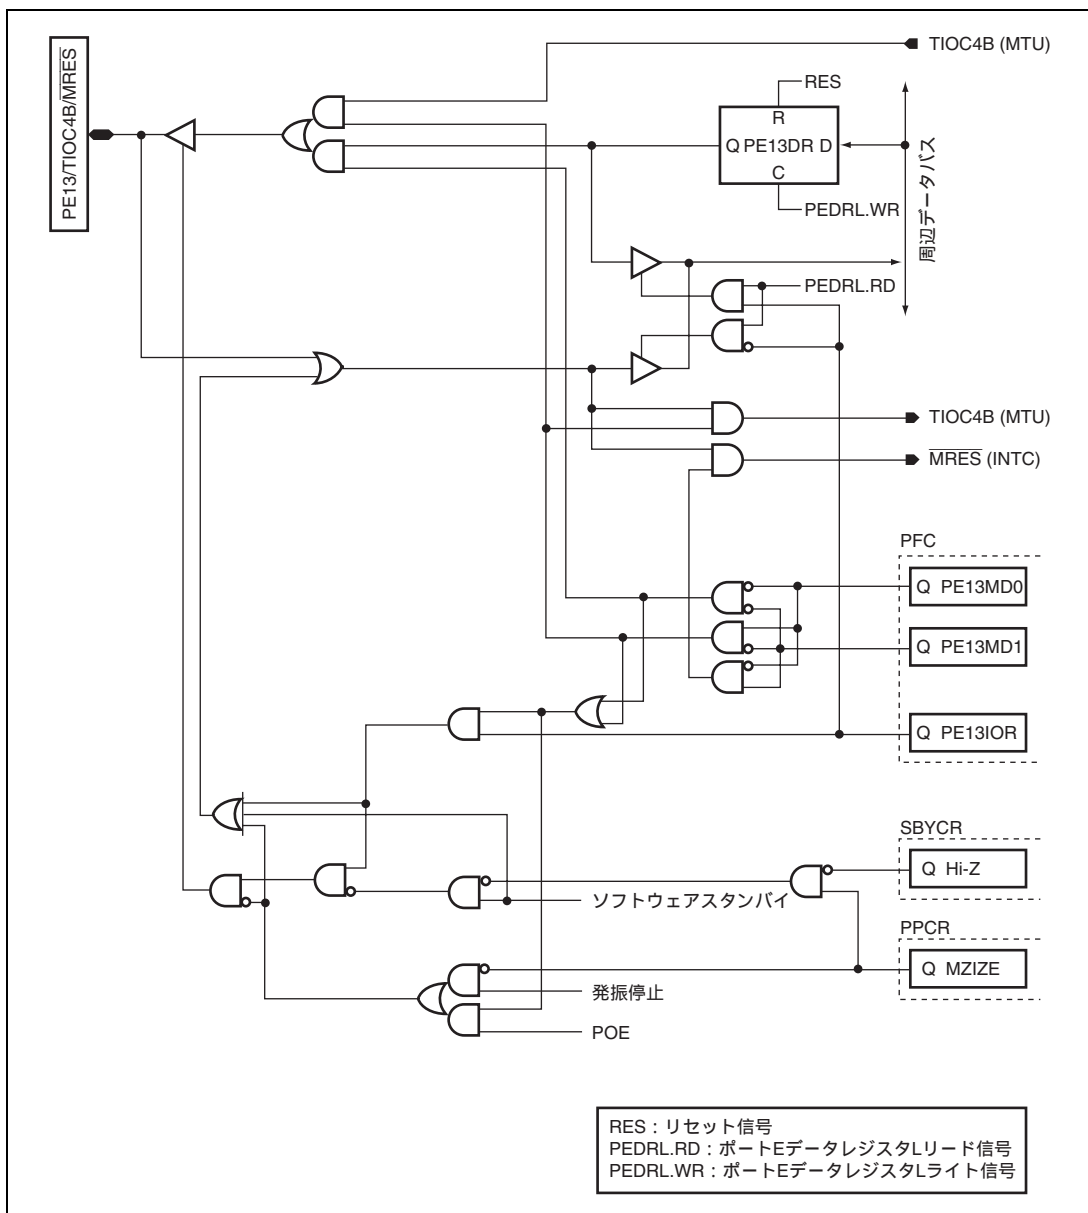 PE13/TIOC4B/M̅R̅E̅S̅
TIOC4B (MTU)
RES
R
Q PE13DR D
C
PEDRL.WR
周辺データバス
PEDRL.RD
TIOC4B (MTU)
M̅R̅E̅S̅ (INTC)
PFC
Q PE13MD0
Q PE13MD1
Q PE13IOR
SBYCR
Q Hi-Z
ソフトウェアスタンバイ
PPCR
Q MZIZE
発振停止
POE
RES : リセット信号
PEDRL.RD : ポートEデータレジスタLリード信号
PEDRL.WR : ポートEデータレジスタLライト信号